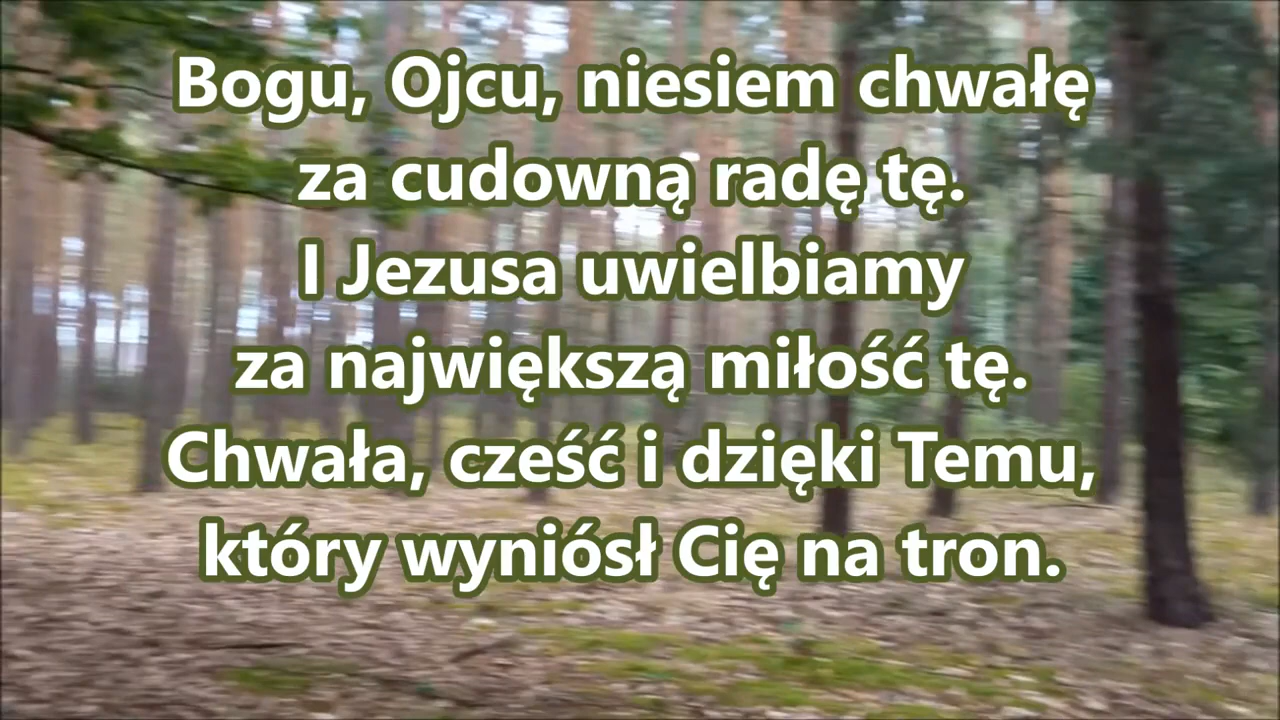 Bogu, Ojcu, niesiem chwałę
za cudowną radę tę.
I Jezusa uwielbiamy
za największą miłość tę.
Chwała, cześć i dzięki Temu,
który wyniósł Cię na tron.